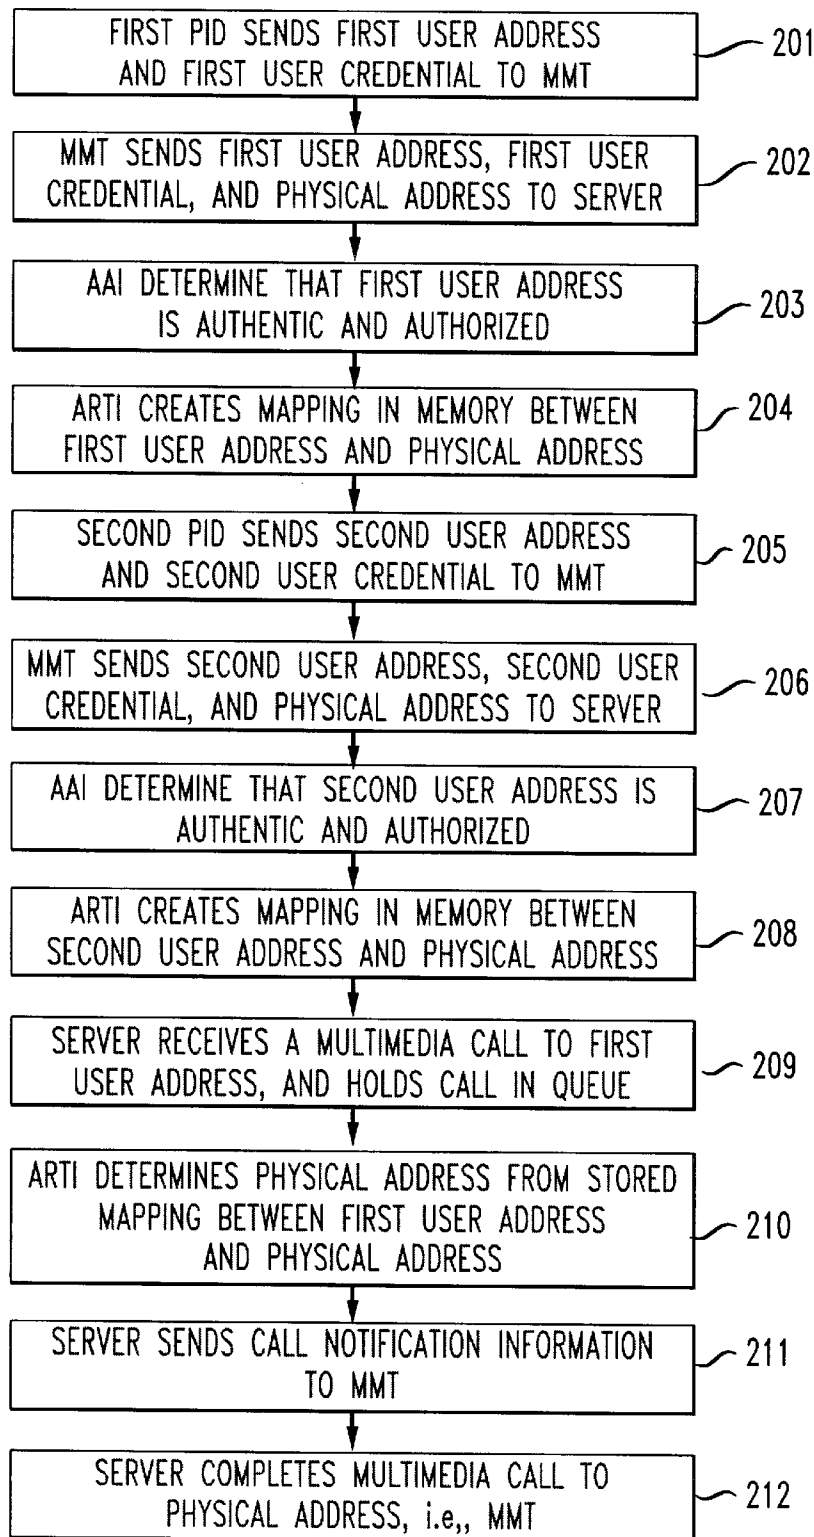 FIRST PID SENDS FIRST USER ADDRESS
AND FIRST USER CREDENTIAL TO MMT
201
MMT SENDS FIRST USER ADDRESS, FIRST USER
CREDENTIAL, AND PHYSICAL ADDRESS TO SERVER
202
AAI DETERMINE THAT FIRST USER ADDRESS
IS AUTHENTIC AND AUTHORIZED
203
ARTI CREATES MAPPING IN MEMORY BETWEEN
FIRST USER ADDRESS AND PHYSICAL ADDRESS
204
SECOND PID SENDS SECOND USER ADDRESS
AND SECOND USER CREDENTIAL TO MMT
205
MMT SENDS SECOND USER ADDRESS, SECOND USER
CREDENTIAL, AND PHYSICAL ADDRESS TO SERVER
206
AAI DETERMINE THAT SECOND USER ADDRESS IS
AUTHENTIC AND AUTHORIZED
207
ARTI CREATES MAPPING IN MEMORY BETWEEN
SECOND USER ADDRESS AND PHYSICAL ADDRESS
208
SERVER RECEIVES A MULTIMEDIA CALL TO FIRST
USER ADDRESS, AND HOLDS CALL IN QUEUE
209
ARTI DETERMINES PHYSICAL ADDRESS FROM STORED
MAPPING BETWEEN FIRST USER ADDRESS
AND PHYSICAL ADDRESS
210
SERVER SENDS CALL NOTIFICATION INFORMATION
TO MMT
211
SERVER COMPLETES MULTIMEDIA CALL TO
PHYSICAL ADDRESS, i.e,, MMT
212